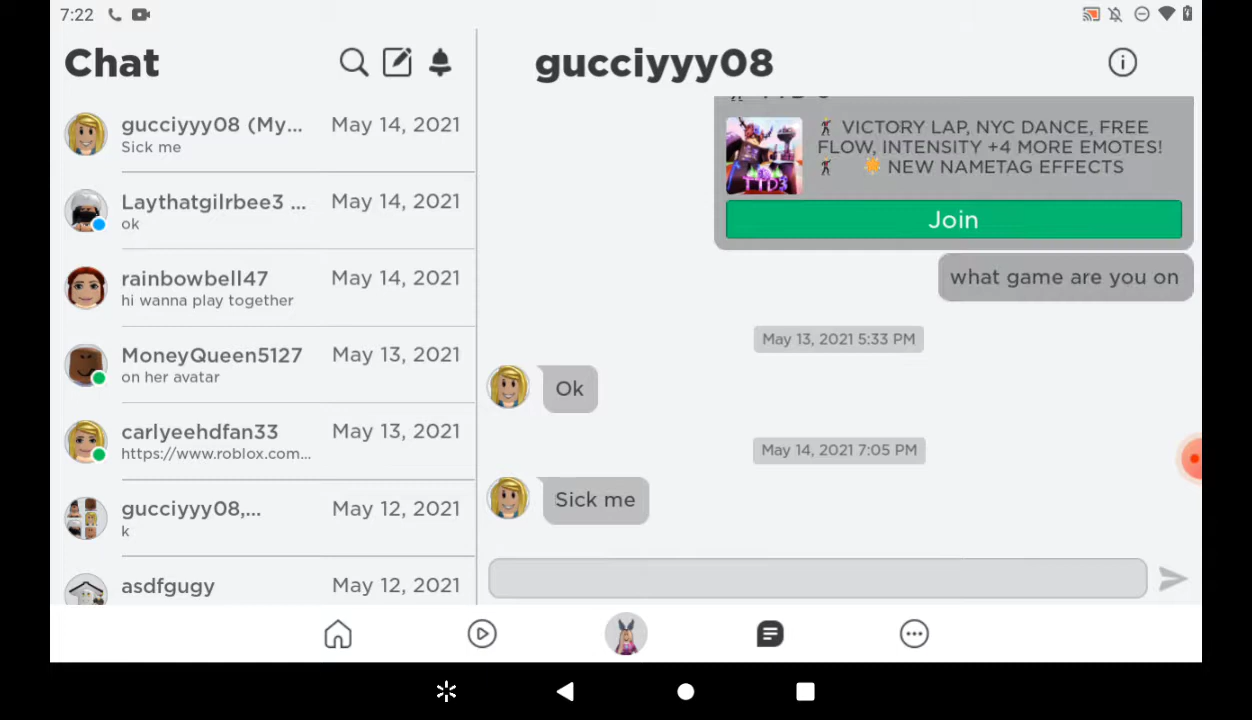 7:22
Chat
gucciyyy08 (My...
May 14, 2021
Sick me
Laythatgilrbee3 ...
May 14, 2021
ok
rainbowbell47
May 14, 2021
hi wanna play together
MoneyQueen5127
May 13, 2021
on her avatar
carlyeehdfan33
May 13, 2021
https://www.roblox.com...
gucciyyy08,...
May 12, 2021
k
asdfgugy
May 12, 2021
gucciyyy08
VICTORY LAP, NYC DANCE, FREE
FLOW, INTENSITY +4 MORE EMOTES!
NEW NAMETAG EFFECTS
TTD3
Join
what game are you on
May 13, 2021 5:33 PM
Ok
May 14, 2021 7:05 PM
Sick me